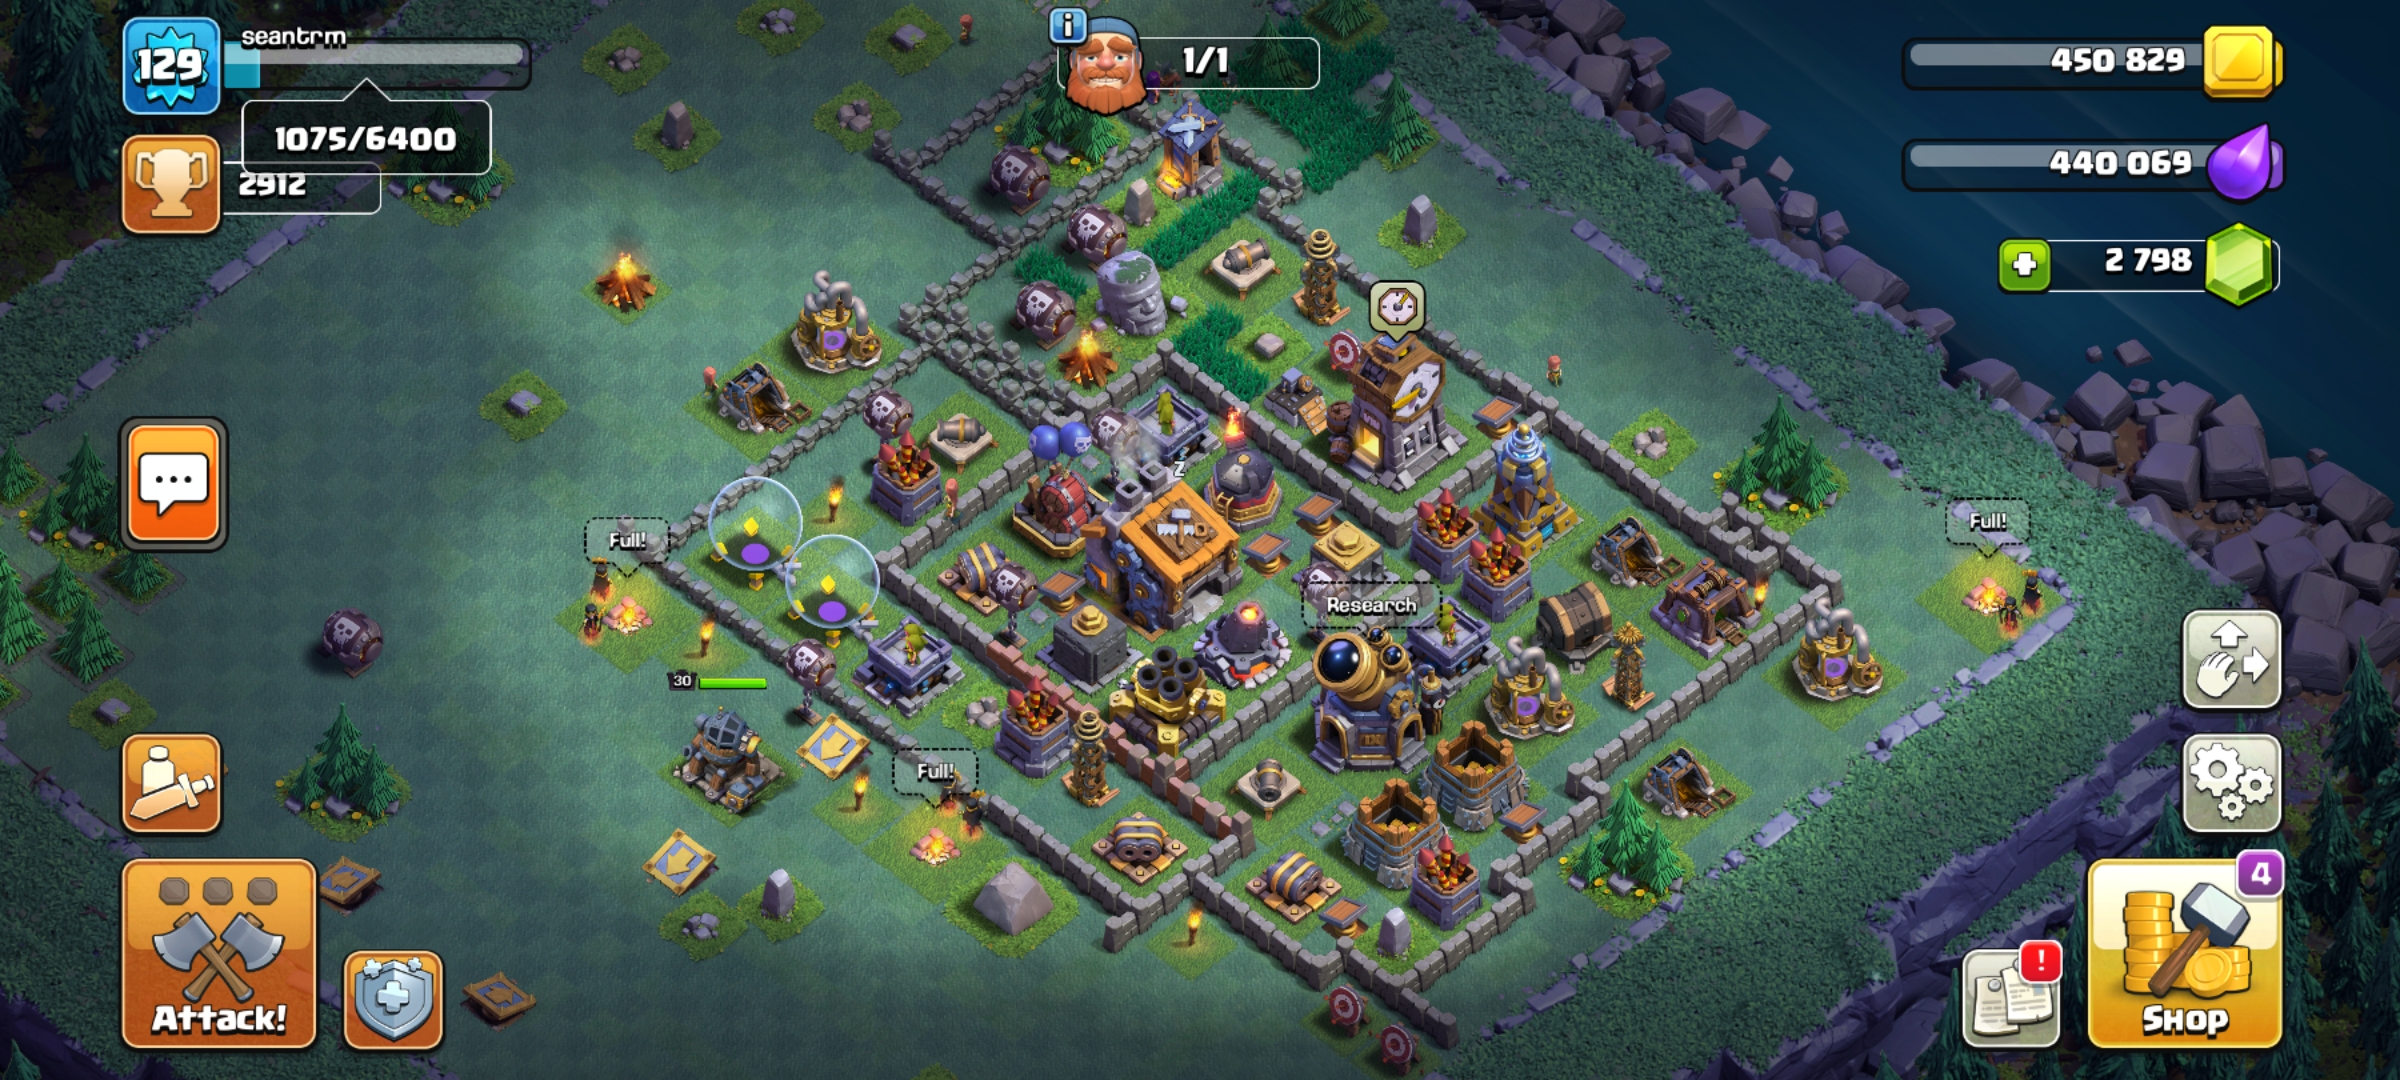 129
seantrm
1/1
450 829
1075/6400
2912
440 069
2 798
z
Full!
Full!
Research
30
Full!
4
Attack!
!
Shop